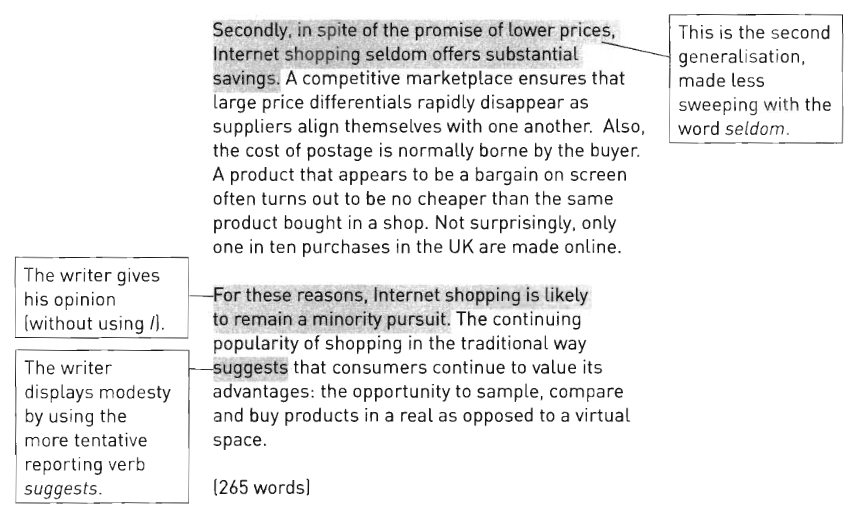 Secondly, in spite of the promise of lower prices,
Internet shopping seldom offers substantial
savings. A competitive marketplace ensures that
large price differentials rapidly disappear as
suppliers align themselves with one another. Also,
the cost of postage is normally borne by the buyer.
A product that appears to be a bargain on screen
often turns out to be no cheaper than the same
product bought in a shop. Not surprisingly, only
one in ten purchases in the UK are made online.
This is the second
generalisation,
made less
sweeping with the
word seldom.
The writer gives
his opinion
(without using I).
For these reasons, Internet shopping is likely
to remain a minority pursuit. The continuing
popularity of shopping in the traditional way
suggests that consumers continue to value its
advantages: the opportunity to sample, compare
and buy products in a real as opposed to a virtual
space.
The writer
displays modesty
by using the
more tentative
reporting verb
suggests.
(265 words)